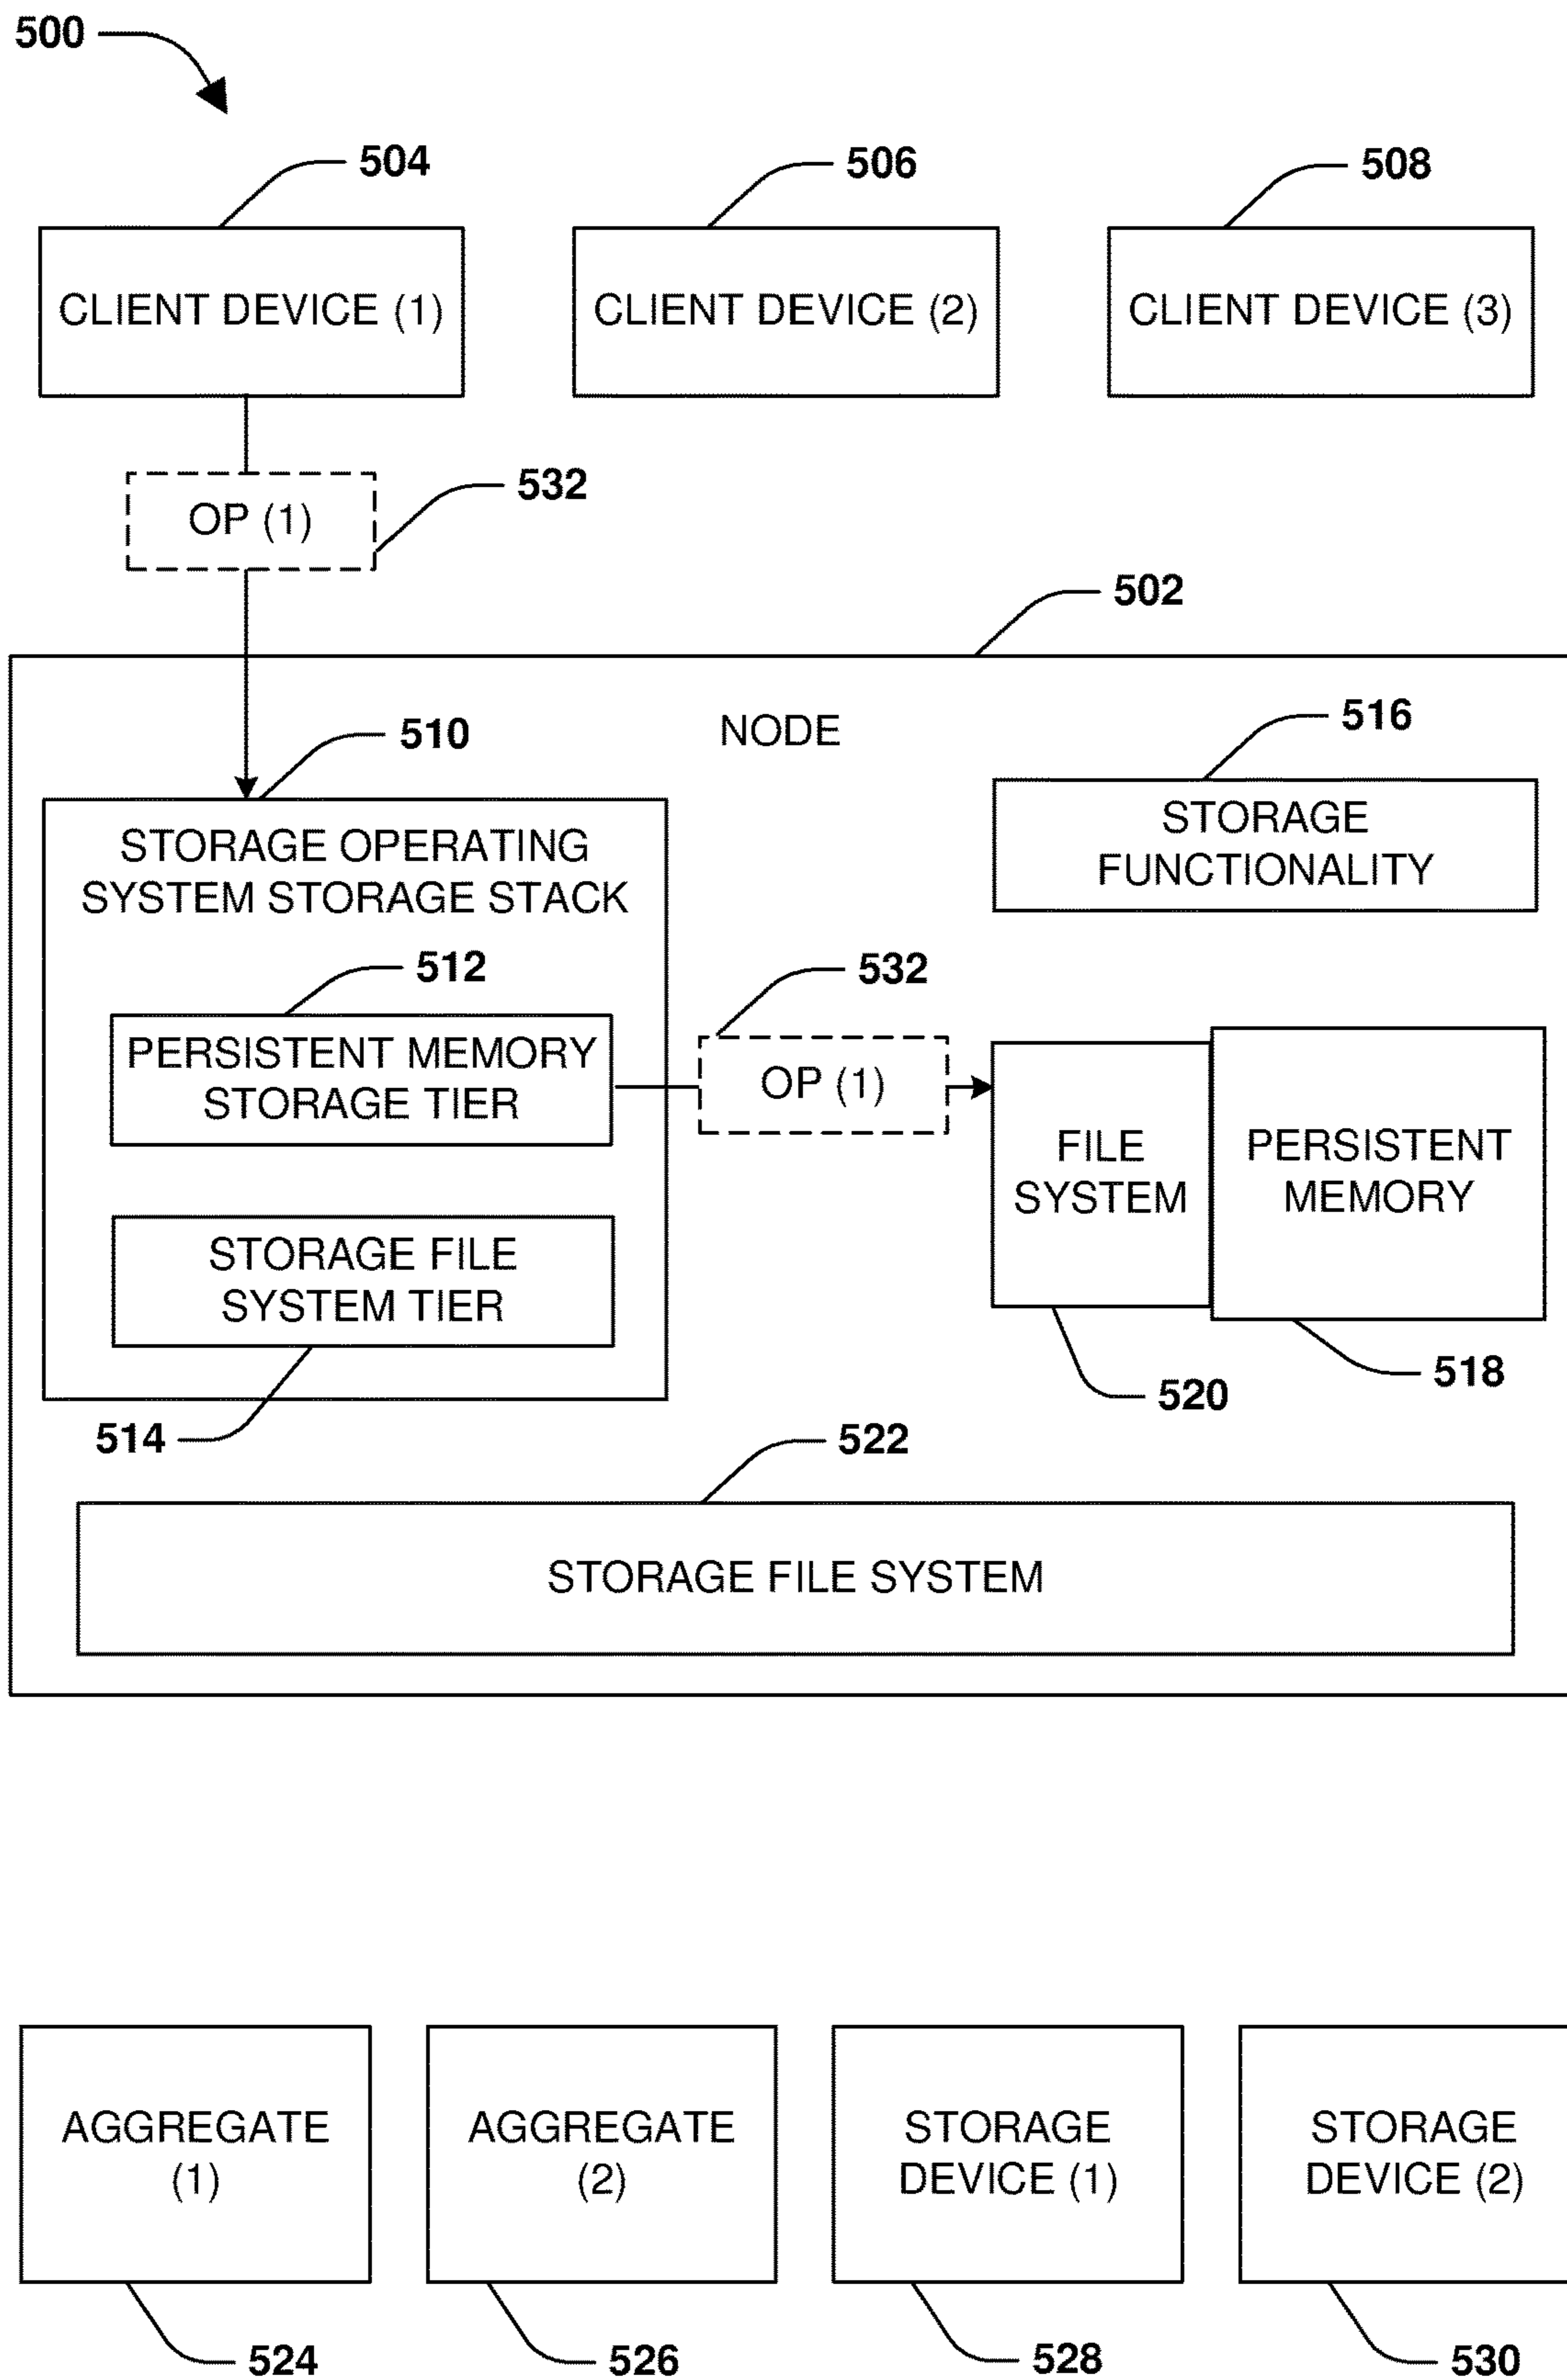 500
504
506
508
CLIENT DEVICE (1)
CLIENT DEVICE (2)
CLIENT DEVICE (3)
532
OP (1)
502
NODE
510
516
STORAGE OPERATING
SYSTEM STORAGE STACK
STORAGE
FUNCTIONALITY
512
532
PERSISTENT MEMORY
STORAGE TIER
OP (1)
FILE
SYSTEM
PERSISTENT
MEMORY
STORAGE FILE
SYSTEM TIER
518
520
514
522
STORAGE FILE SYSTEM
AGGREGATE
(1)
AGGREGATE
(2)
STORAGE
DEVICE (1)
STORAGE
DEVICE (2)
524
526
528
530